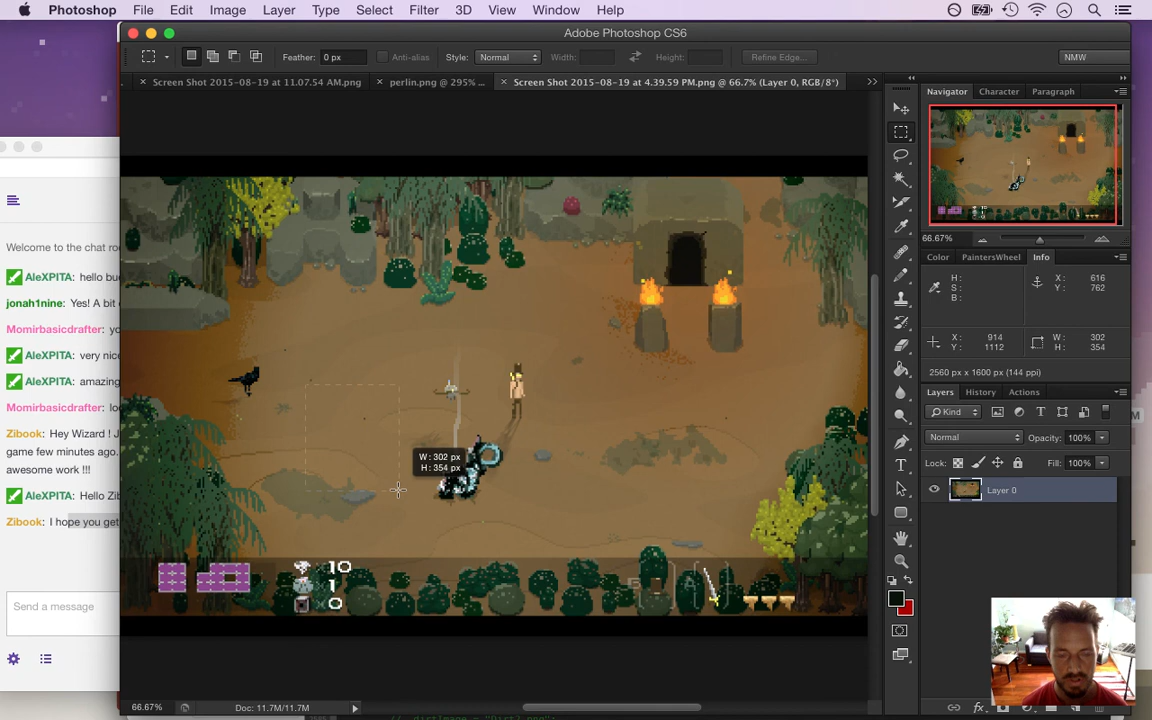 Photoshop File Edit Image Layer Type Select Filter 3D View Window Help
Adobe Photoshop CS6
Feather: 0 px Anti-alias Style: Normal Width: Height: Refine Edge... NMW
Screen Shot 2015-08-19 at 11.07.54 AM.png perlin.png @ 295% ... Screen Shot 2015-08-19 at 4.39.59 PM.png @ 66.7% (Layer 0, RGB/8*) >>
Navigator Character Paragraph
66.67%
Color PaintersWheel Info
H: X: 616
S: Y: 762
B:
X: 914 W: 302
Y: 1112 H: 354
2560 px x 1600 px (144 ppi)
Layers History Actions
Kind
Normal Opacity: 100%
Lock: Fill: 100%
Layer 0
Welcome to the chat ro
AleXPITA: hello bu
jonah1nine: Yes! A bit
Momirbasicdrafter: yo
AleXPITA: very nice
AleXPITA: amazing
Momirbasicdrafter: lo
Zibook: Hey Wizard ! J
game few minutes ago.
awesome work !!!
AleXPITA: Hello Zib
Zibook: I hope you get
Send a message
W: 302 px
H: 354 px
10
1
0
66.67% Doc: 11.7M/11.7M